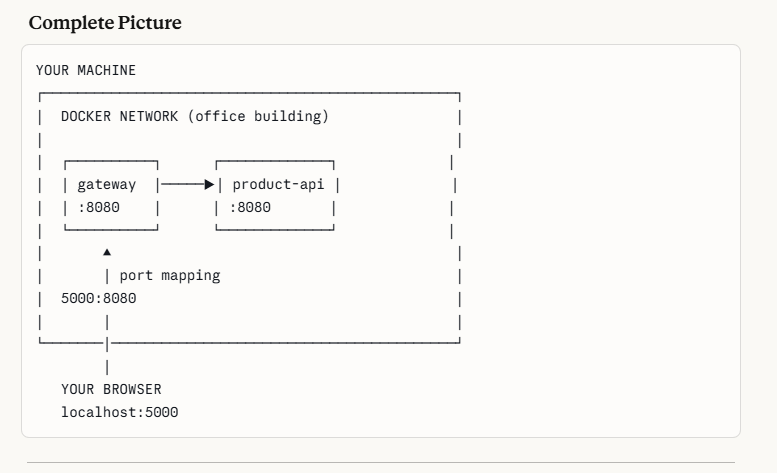 Complete Picture
YOUR MACHINE
DOCKER NETWORK (office building)
gateway product-api
:8080 :8080
port mapping
5000:8080
YOUR BROWSER
localhost:5000